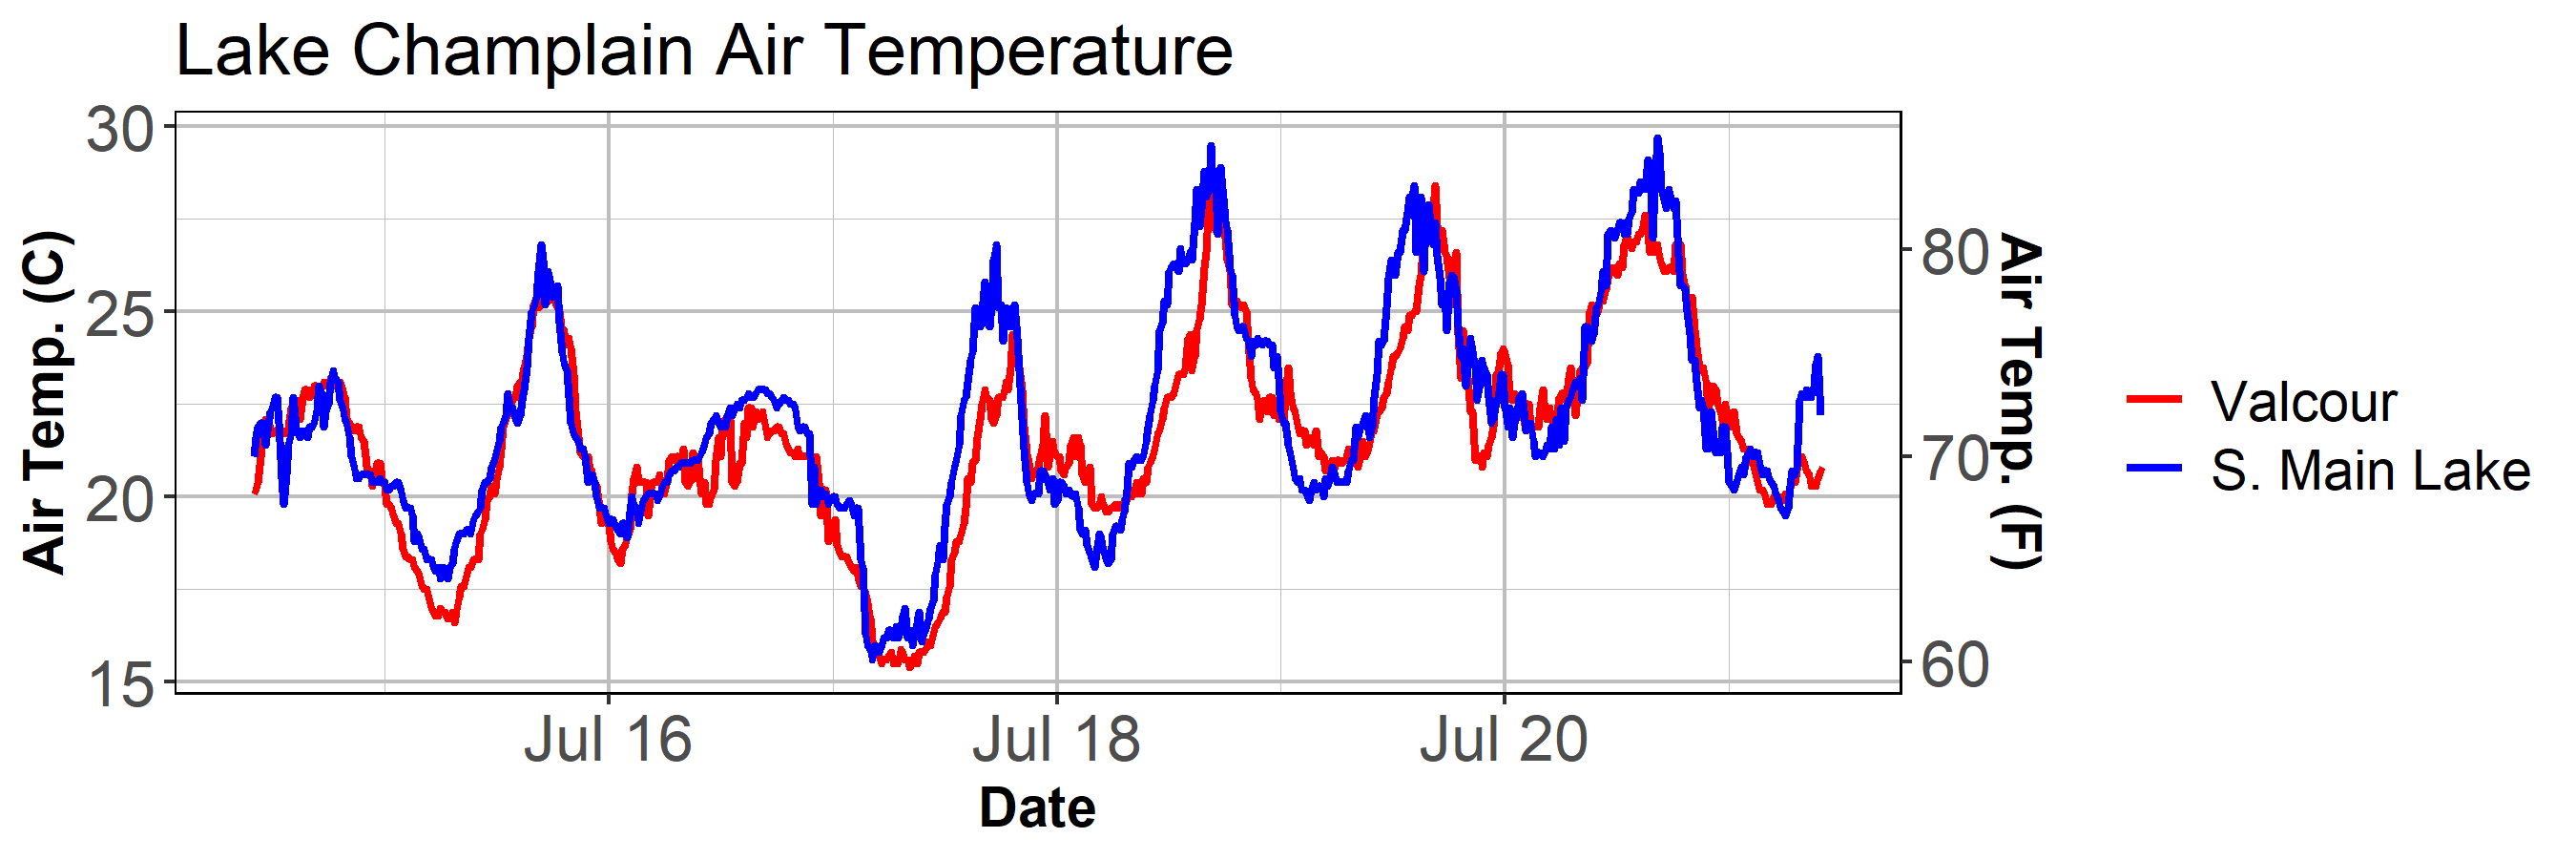 Lake Champlain Air Temperature
Air Temp. (C)
30
25
20
15
80
70
60
Air Temp. (F)
Jul 16
Jul 18
Jul 20
Date
Valcour
S. Main Lake